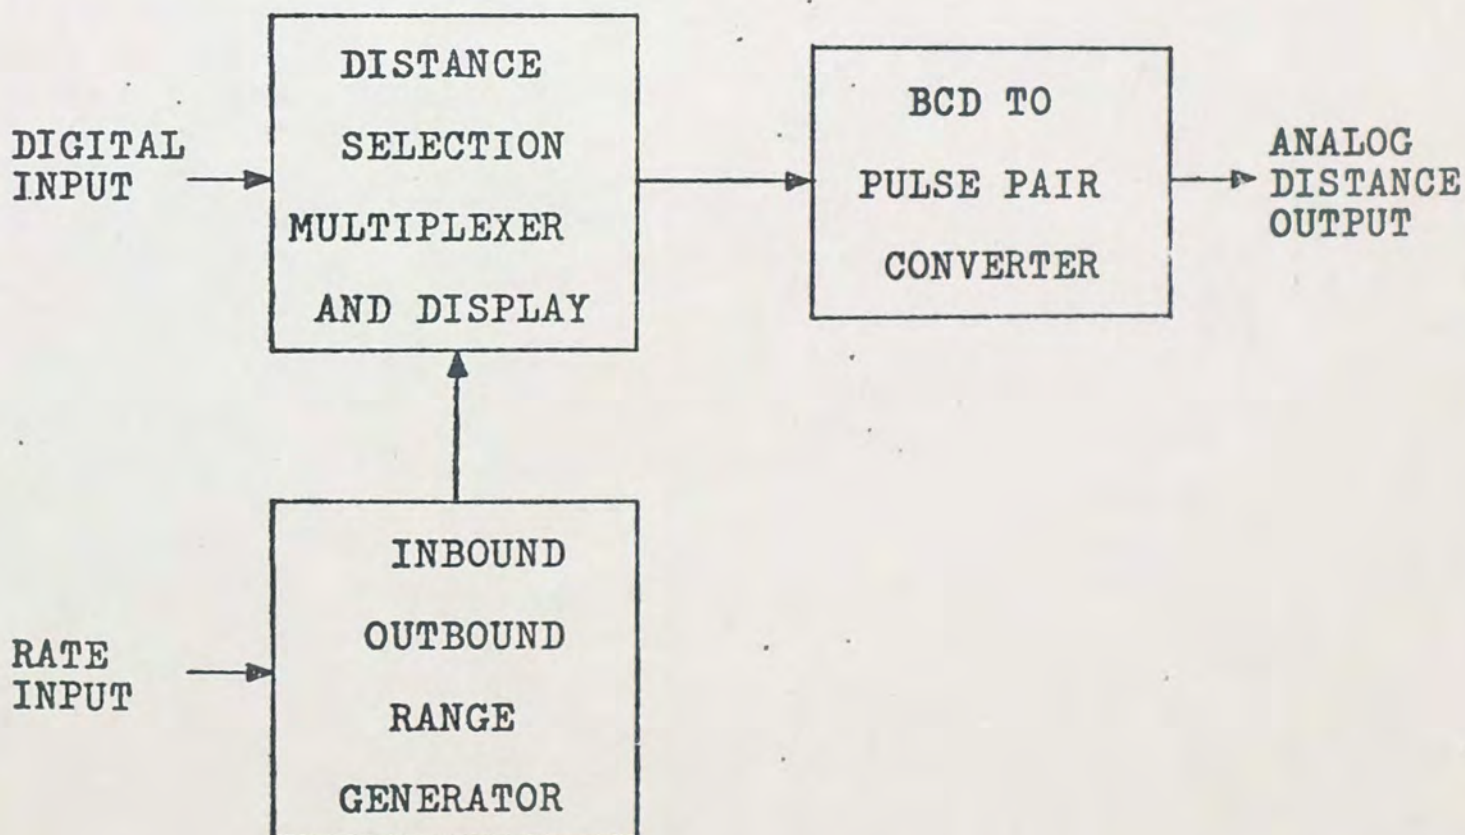 DISTANCE
SELECTION
MULTIPLEXER
AND DISPLAY
DIGITAL
INPUT
BCD TO
PULSE PAIR
CONVERTER
ANALOG
DISTANCE
OUTPUT
INBOUND
OUTBOUND
RANGE
GENERATOR
RATE
INPUT